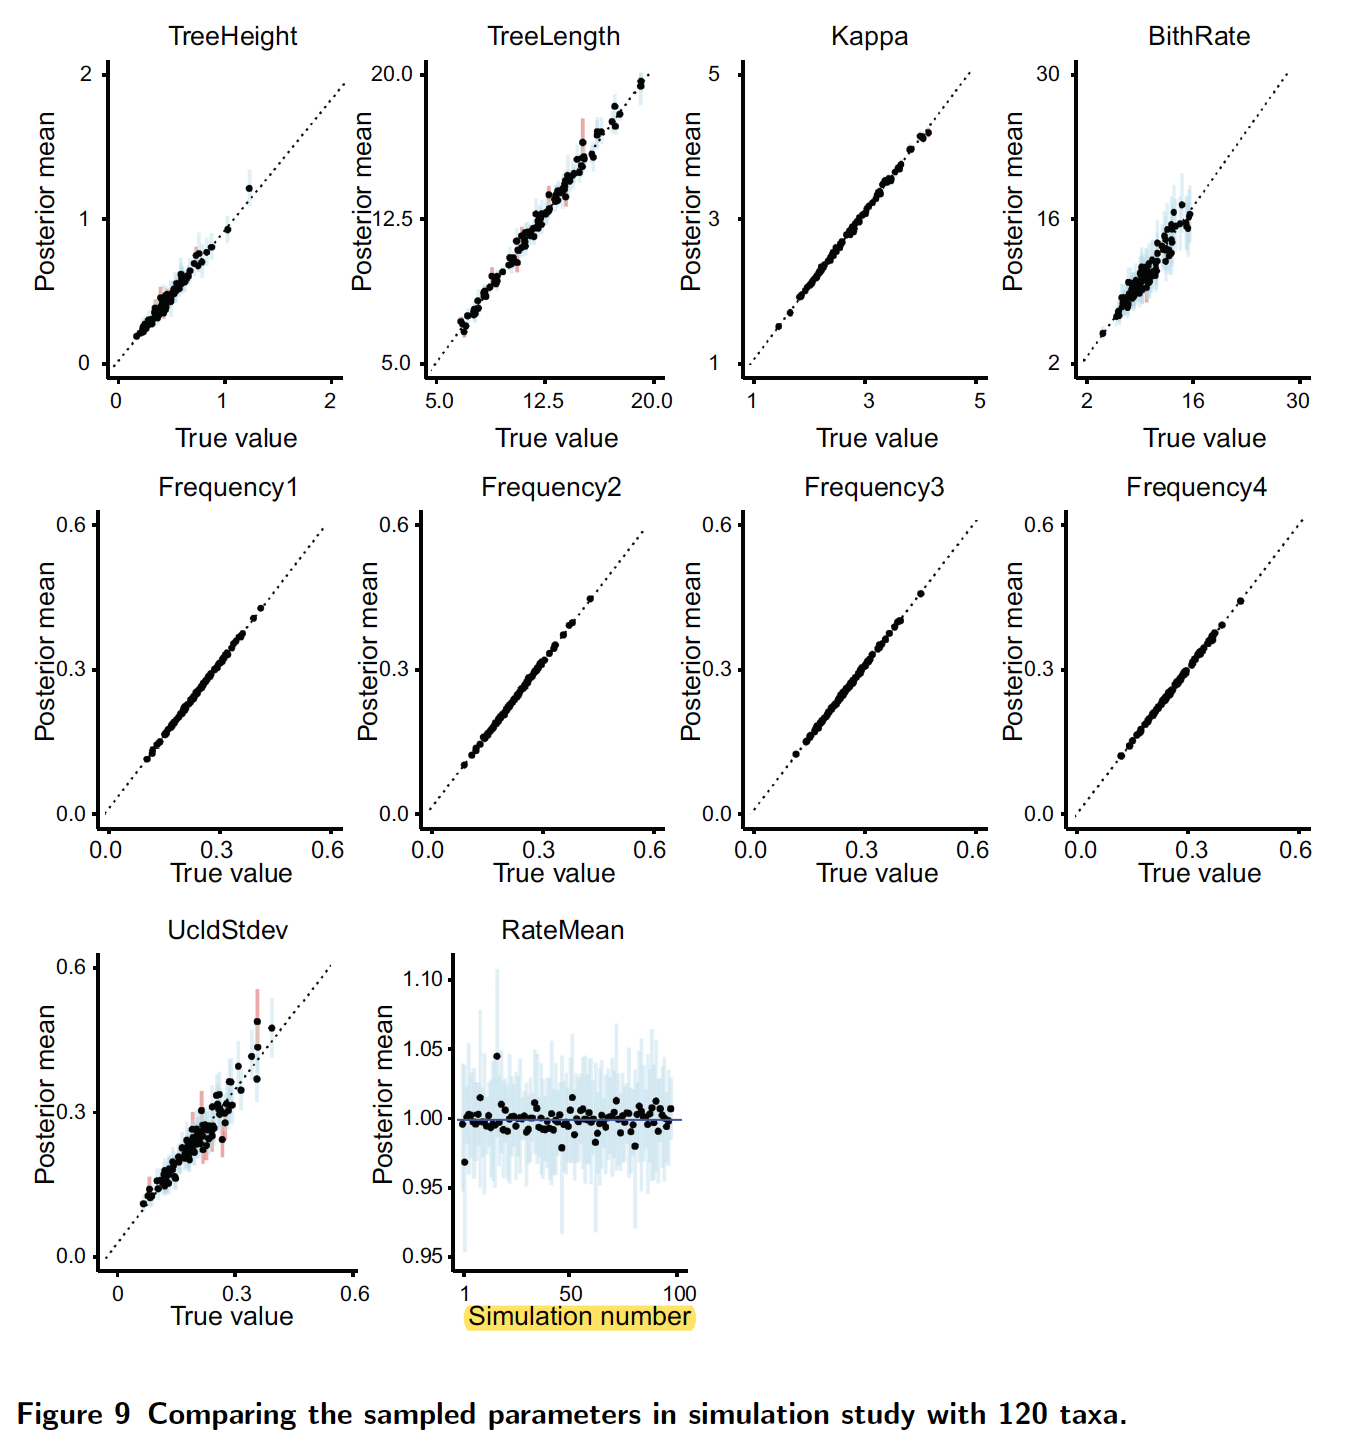 TreeHeight
TreeLength
Kappa
BithRate
2
1
0
Posterior mean
0 1 2
True value
20.0
12.5
5.0
Posterior mean
5.0 12.5 20.0
True value
5
3
1
Posterior mean
1 3 5
True value
30
16
2
Posterior mean
2 16 30
True value
Frequency1
Frequency2
Frequency3
Frequency4
0.6
0.3
0.0
Posterior mean
0.0 0.3 0.6
True value
0.6
0.3
0.0
Posterior mean
0.0 0.3 0.6
True value
0.6
0.3
0.0
Posterior mean
0.0 0.3 0.6
True value
0.6
0.3
0.0
Posterior mean
0.0 0.3 0.6
True value
UcldStdev
RateMean
0.6
0.3
0.0
Posterior mean
0 0.3 0.6
True value
1.10
1.05
1.00
0.95
0.95
Posterior mean
1 50 100
Simulation number
Figure 9 Comparing the sampled parameters in simulation study with 120 taxa.